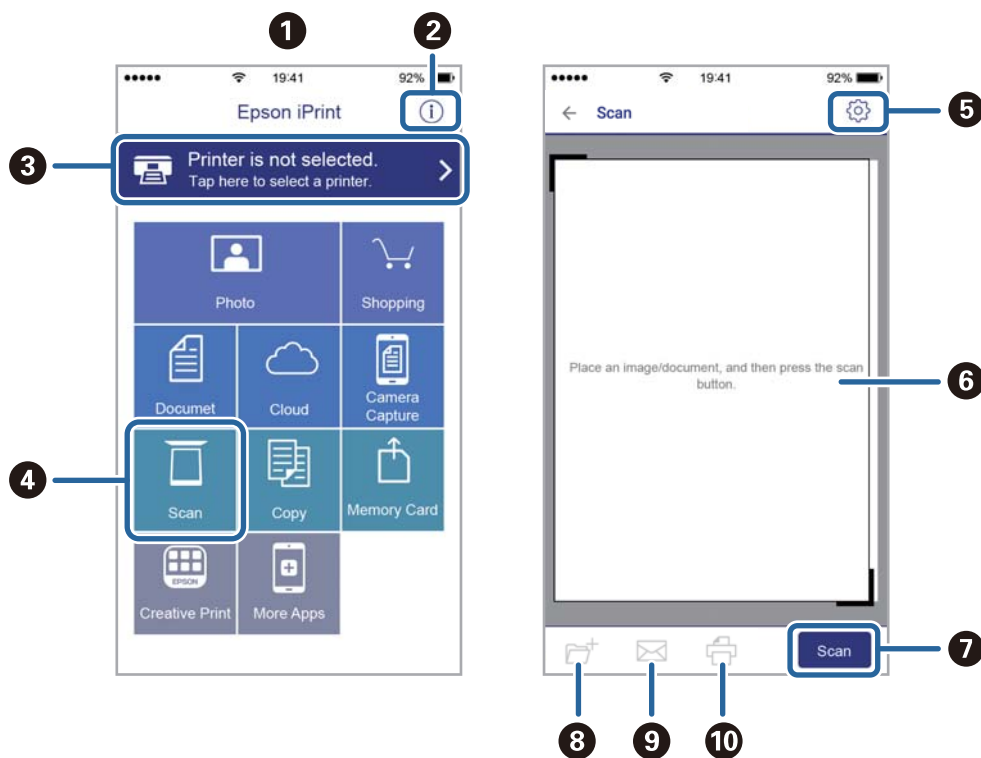 1
2
19:41
92%
Epson iPrint
i
3
Printer is not selected.
Tap here to select a printer.
Photo
Shopping
Documet
Cloud
Camera
Capture
4
Scan
Copy
Memory Card
EPSON
Creative Print
More Apps
19:41
92%
Scan
5
Place an image/document, and then press the scan
button.
6
Scan
7
8
9
10